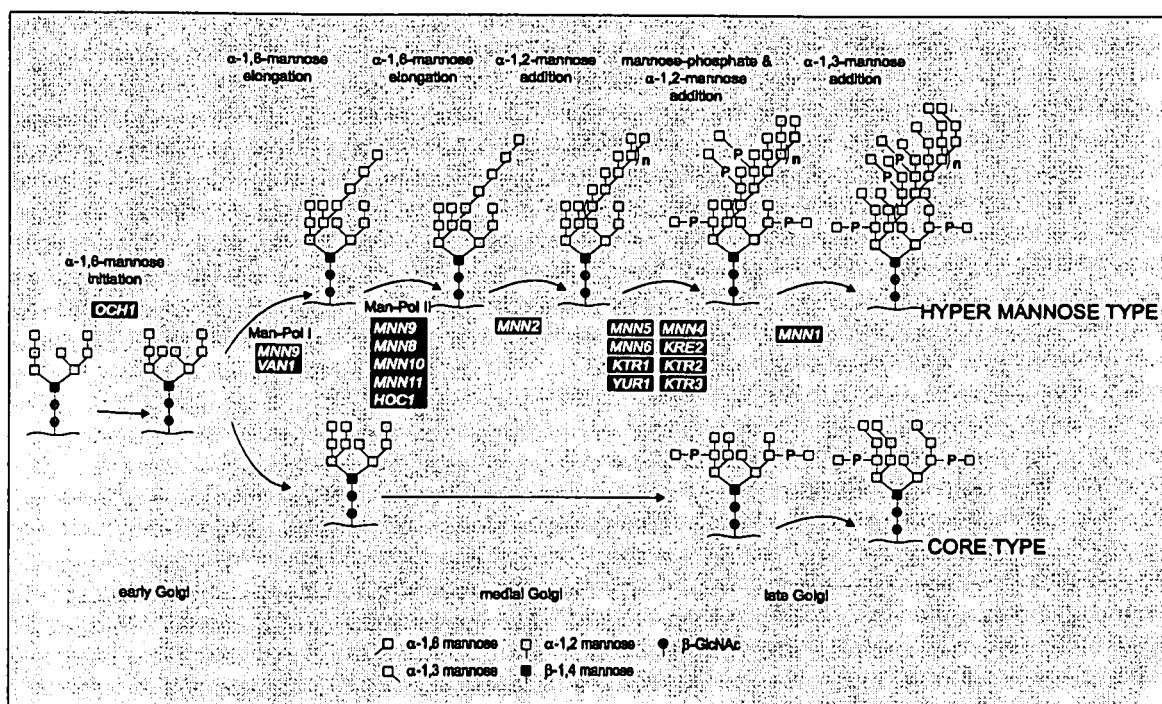 α-1,6-mannose
elongation
α-1,6-mannose
elongation
α-1,2-mannose
addition
mannose-phosphate &
α-1,2-mannose
addition
α-1,3-mannose
addition
n
P
P
n
P
P
n
P
P
P
P
α-1,6-mannose
initiation
OCH1
Man-Pol I
MNN9
VAN1
Man-Pol II
MNN9
MNN8
MNN10
MNN11
HOC1
MNN2
MNN5 MNN4
MNN6 KRE2
KTR1 KTR2
YUR1 KTR3
MNN1
HYPER MANNOSE TYPE
P
P
P
P
CORE TYPE
early Golgi
medial Golgi
late Golgi
α-1,6 mannose
α-1,2 mannose
β-GlcNAc
α-1,3 mannose
β-1,4 mannose